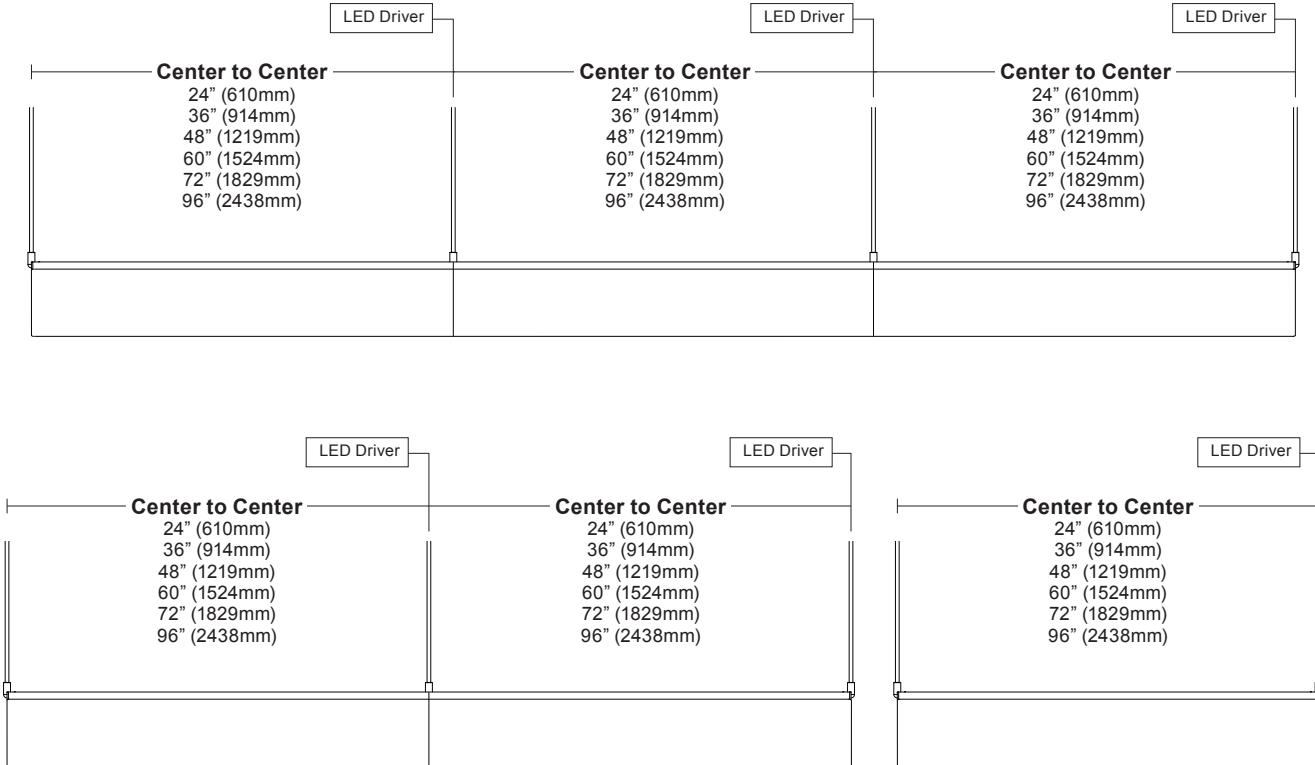 LED Driver
LED Driver
LED Driver
Center to Center
24” (610mm)
36” (914mm)
48” (1219mm)
60” (1524mm)
72” (1829mm)
96” (2438mm)
Center to Center
24” (610mm)
36” (914mm)
48” (1219mm)
60” (1524mm)
72” (1829mm)
96” (2438mm)
Center to Center
24” (610mm)
36” (914mm)
48” (1219mm)
60” (1524mm)
72” (1829mm)
96” (2438mm)
LED Driver
LED Driver
LED Driver
Center to Center
24” (610mm)
36” (914mm)
48” (1219mm)
60” (1524mm)
72” (1829mm)
96” (2438mm)
Center to Center
24” (610mm)
36” (914mm)
48” (1219mm)
60” (1524mm)
72” (1829mm)
96” (2438mm)
Center to Center
24” (610mm)
36” (914mm)
48” (1219mm)
60” (1524mm)
72” (1829mm)
96” (2438mm)